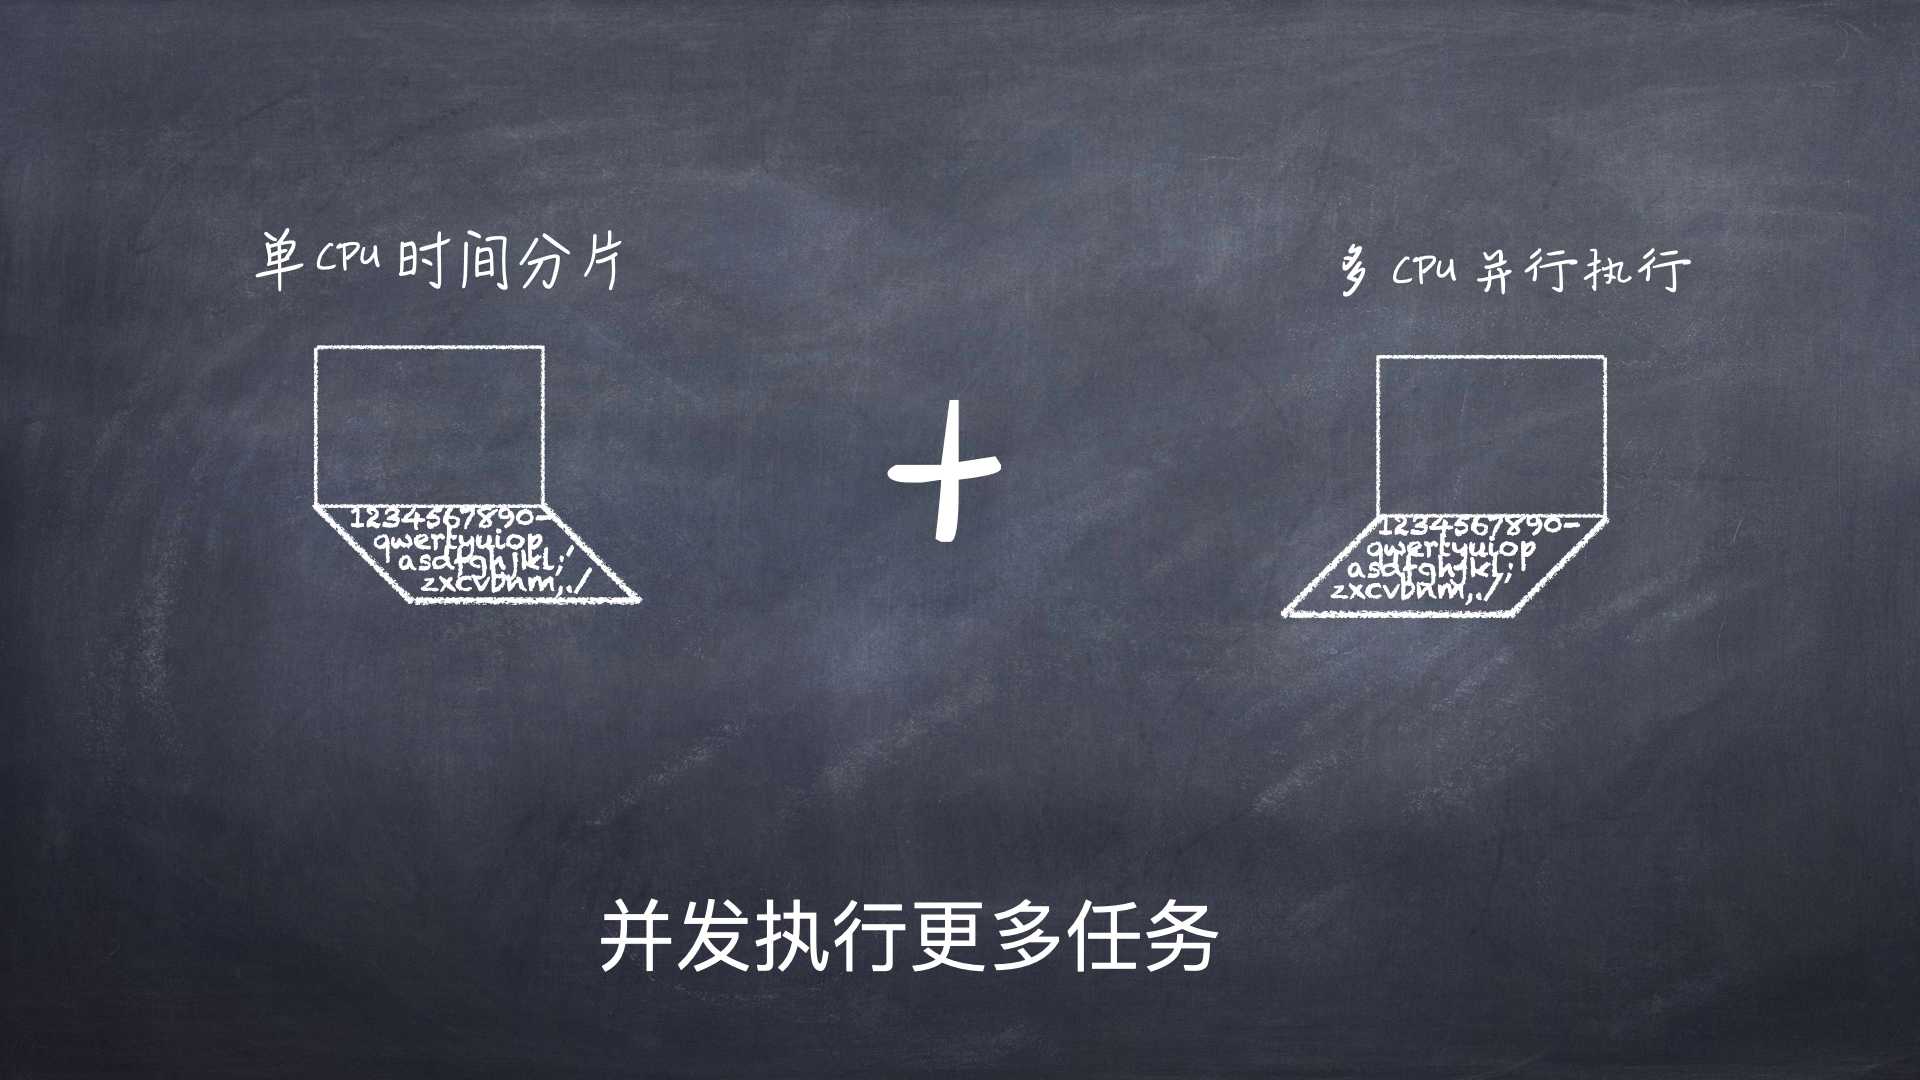 单CPU时间分片
多CPU并行执行
+
1234567890-
qwertyuiop
asdfghjkl;'
zxcvbnm,./
1234567890-
qwertyuiop
asdfghjkl;
zxcvbnm,./
并发执行更多任务